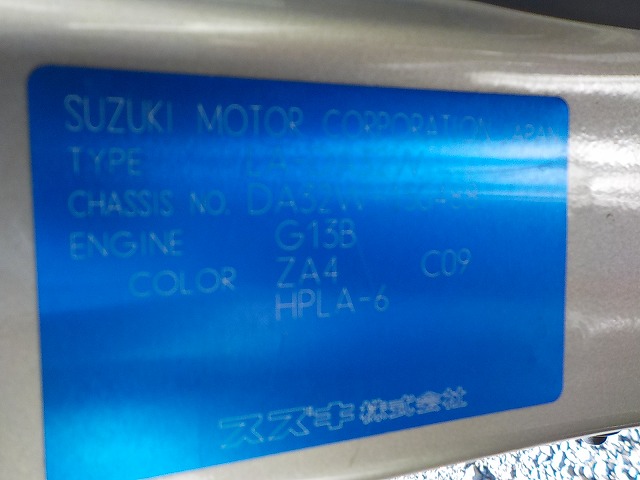 SUZUKI MOTOR CORPORATION JAPAN
TYPE
CHASSIS NO. DA32W
ENGINE G13B
COLOR ZA4 C09
HPLA-6
スズキ株式会社